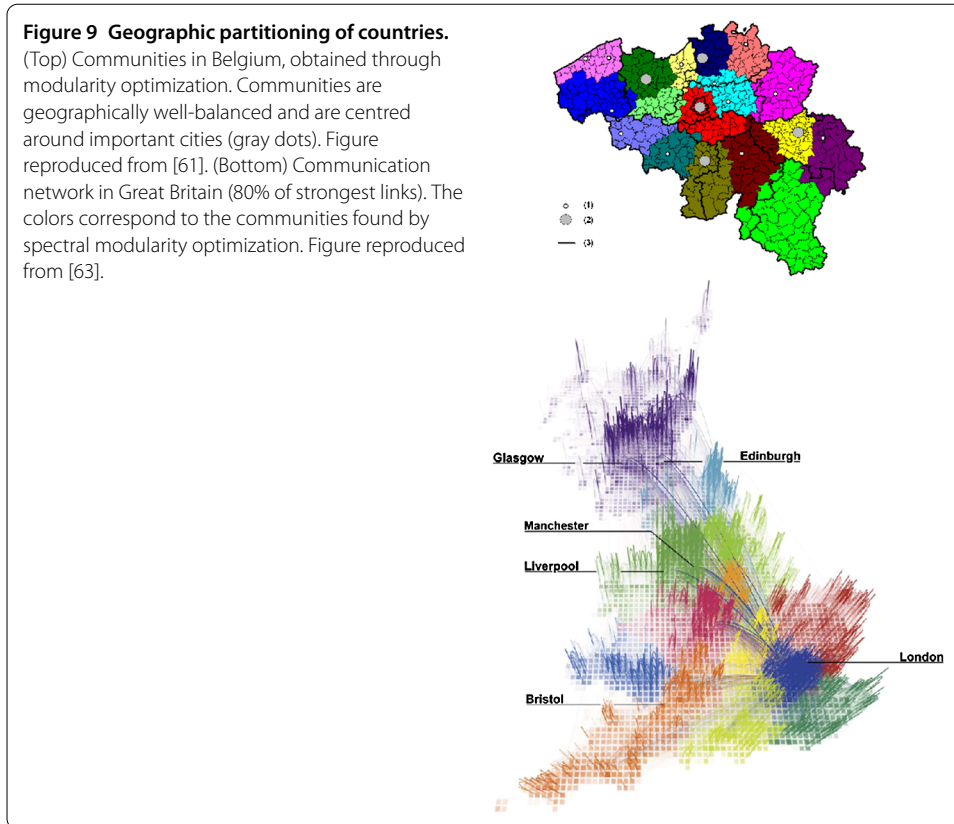 Figure 9 Geographic partitioning of countries.
(Top) Communities in Belgium, obtained through
modularity optimization. Communities are
geographically well-balanced and are centred
around important cities (gray dots). Figure
reproduced from [61]. (Bottom) Communication
network in Great Britain (80% of strongest links). The
colors correspond to the communities found by
spectral modularity optimization. Figure reproduced
from [63].
(1)
(2)
(3)
Glasgow
Edinburgh
Manchester
Liverpool
London
Bristol